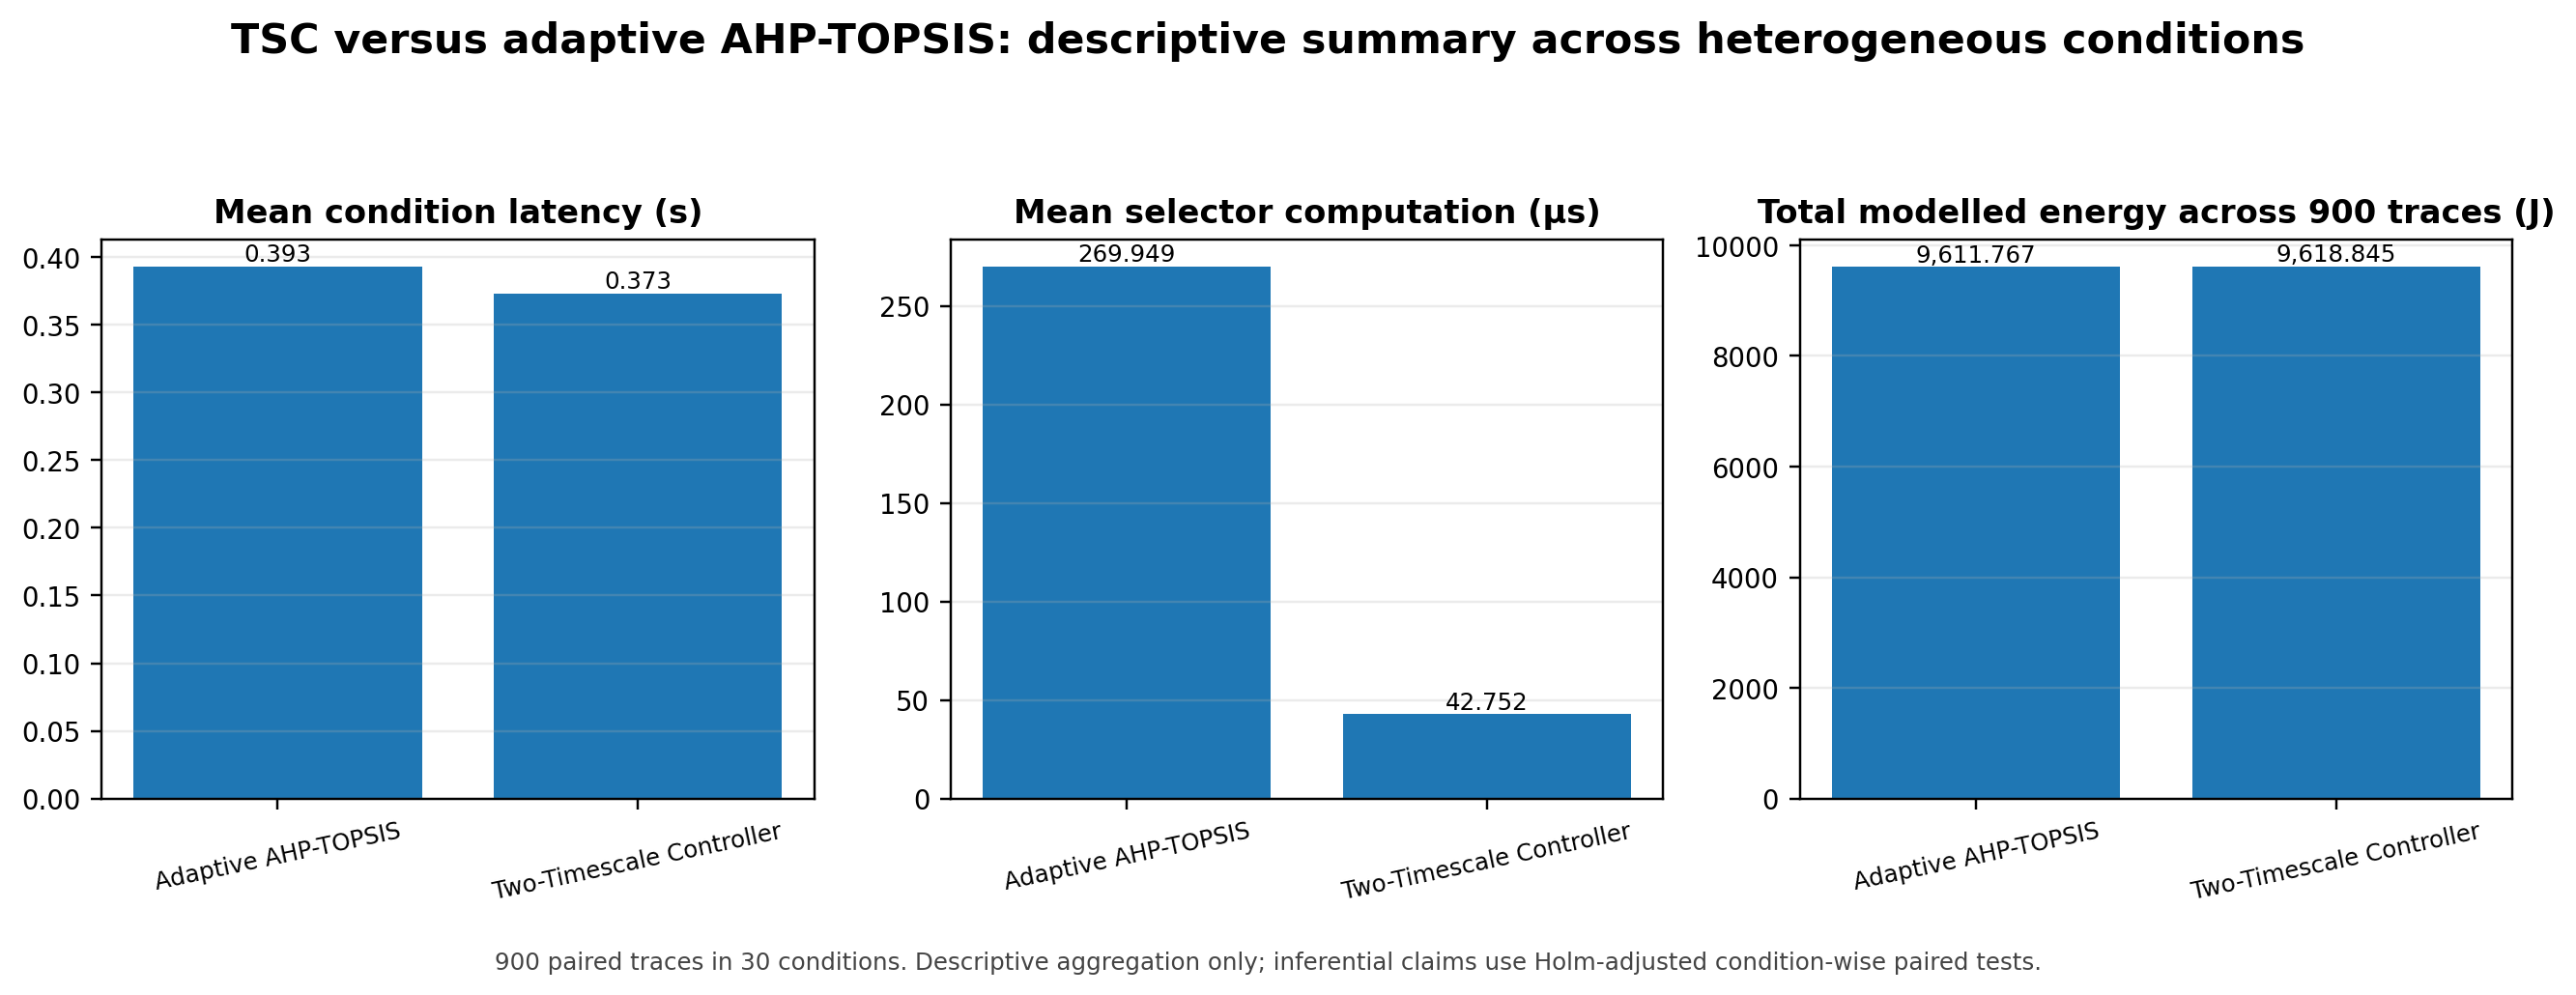 TSC versus adaptive AHP-TOPSIS: descriptive summary across heterogeneous conditions
Mean condition latency (s)
0.40
0.35
0.30
0.25
0.20
0.15
0.10
0.05
0.00
0.393
0.373
Adaptive AHP-TOPSIS
Two-Timescale Controller
Mean selector computation (µs)
250
200
150
100
50
0
269.949
42.752
Adaptive AHP-TOPSIS
Two-Timescale Controller
Total modelled energy across 900 traces (J)
10000
8000
6000
4000
2000
0
9,611.767
9,618.845
Adaptive AHP-TOPSIS
Two-Timescale Controller
900 paired traces in 30 conditions. Descriptive aggregation only; inferential claims use Holm-adjusted condition-wise paired tests.